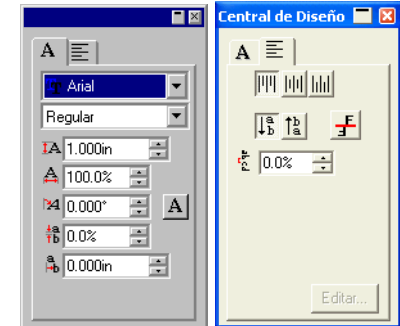 Central de Diseño
A
A
Arial
Regular
1.000in
100.0%
0.000°
A
0.0%
0.000in
0.0%
Editar...